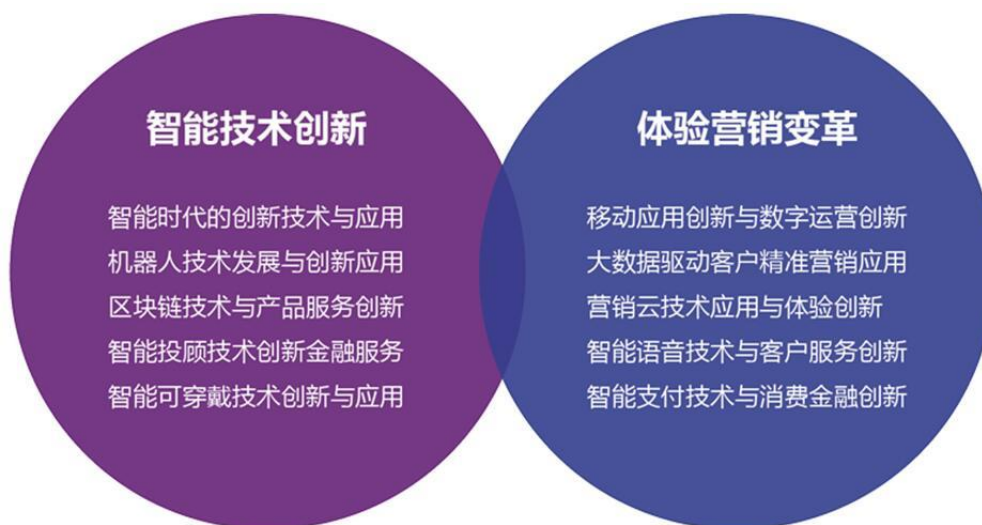 智能技术创新
智能时代的创新技术与应用
机器人技术发展与创新应用
区块链技术与产品服务创新
智能投顾技术创新金融服务
智能可穿戴技术创新与应用
体验营销变革
移动应用创新与数字运营创新
大数据驱动客户精准营销应用
营销云技术应用与体验创新
智能语音技术与客户服务创新
智能支付技术与消费金融创新